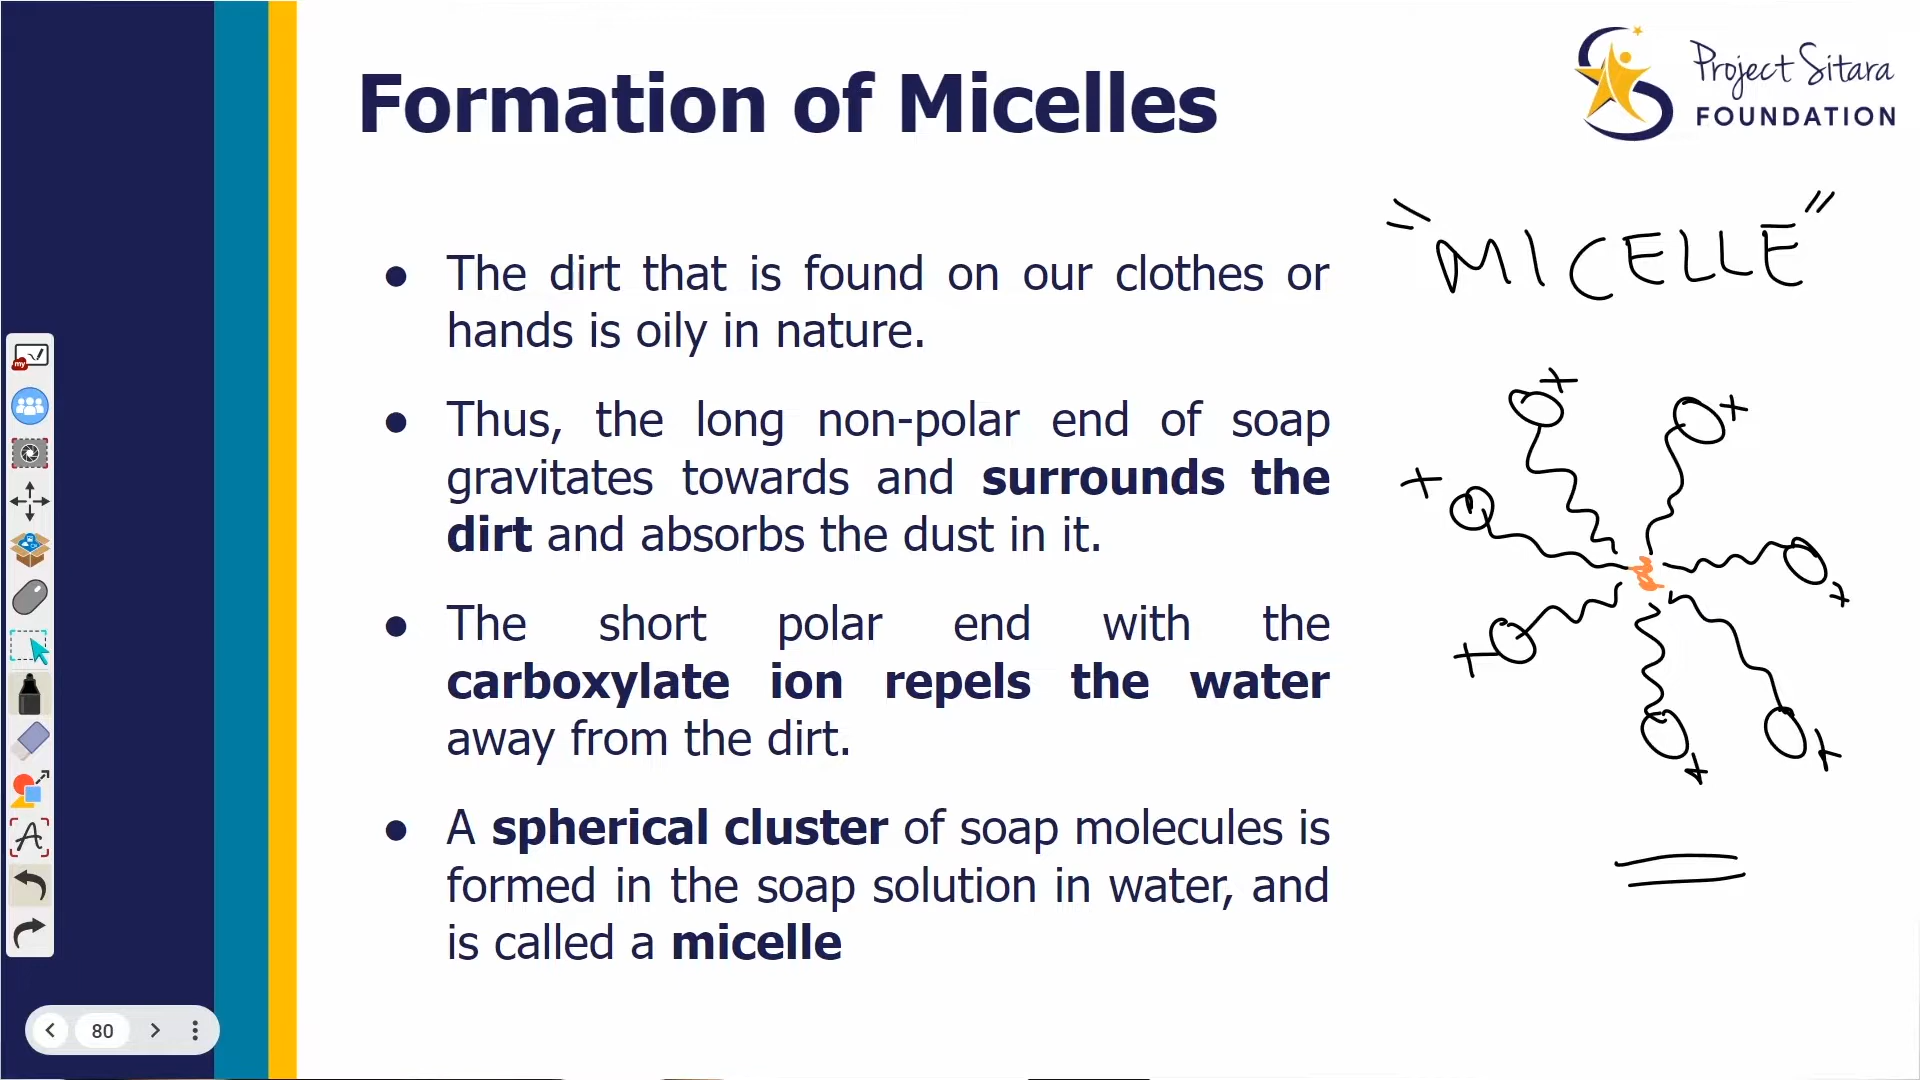 Formation of Micelles
Project Sitara
FOUNDATION
"MICELLE"
● The dirt that is found on our clothes or
hands is oily in nature.
● Thus, the long non-polar end of soap
gravitates towards and surrounds the
dirt and absorbs the dust in it.
● The short polar end with the
carboxylate ion repels the water
away from the dirt.
● A spherical cluster of soap molecules is
formed in the soap solution in water, and
is called a micelle
+
+
+
+
+
+
+
my
A
80